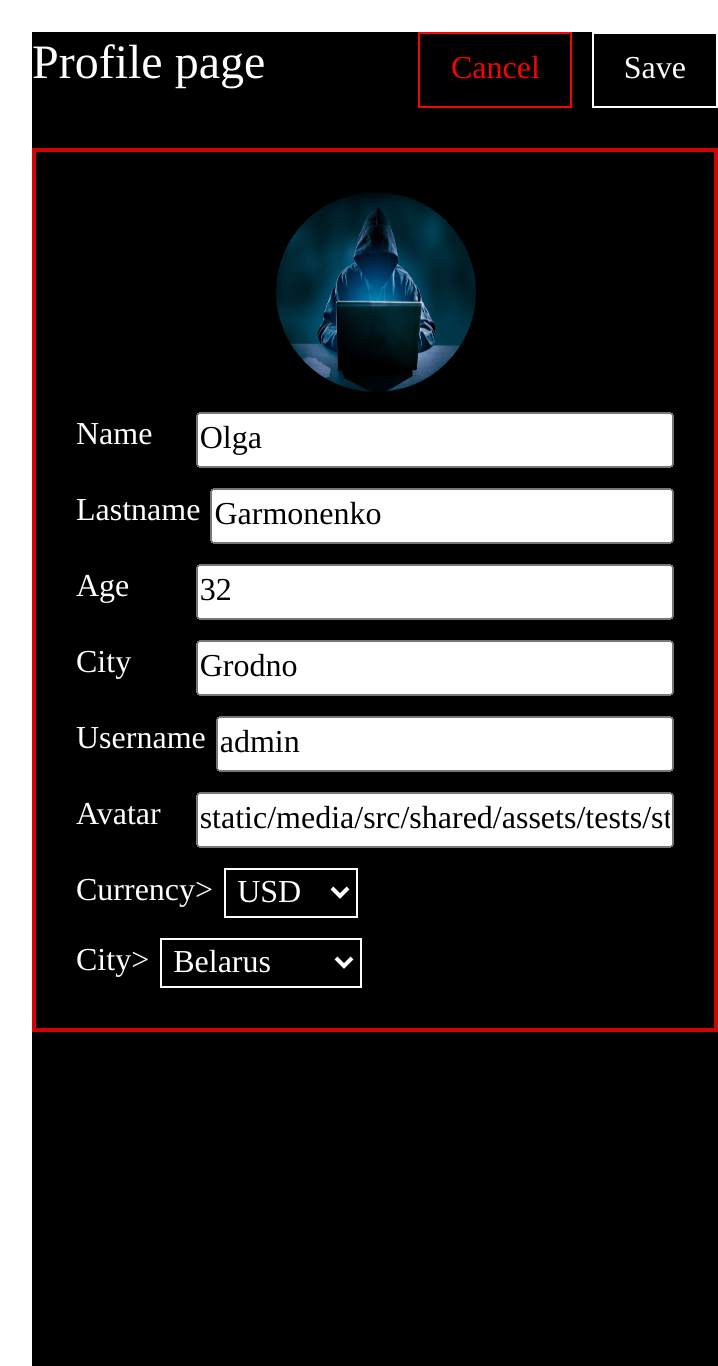 Profile page Cancel Save
Name Olga
Lastname Garmonenko
Age 32
City Grodno
Username admin
Avatar static/media/src/shared/assets/tests/st
Currency> USD
City> Belarus